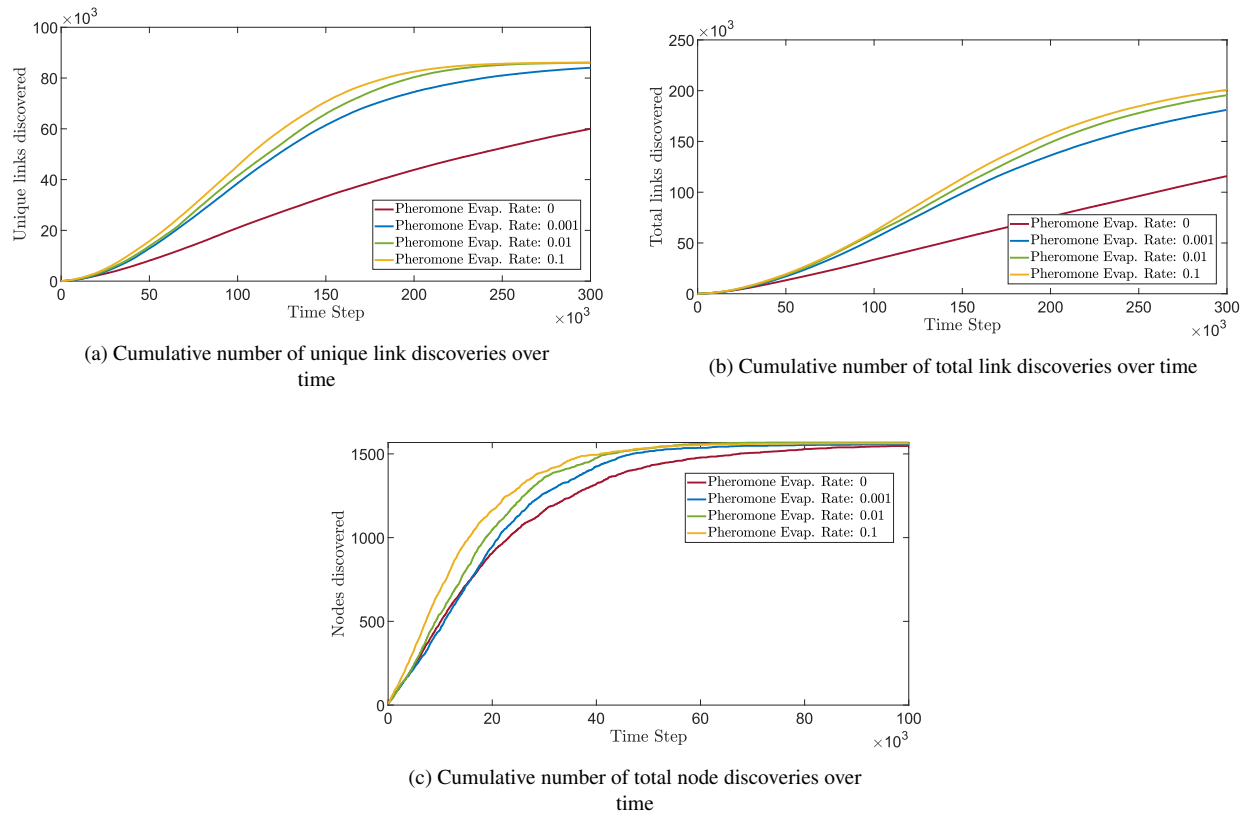 ×10³
100
80
60
40
20
0
Unique links discovered
Pheromone Evap. Rate: 0
Pheromone Evap. Rate: 0.001
Pheromone Evap. Rate: 0.01
Pheromone Evap. Rate: 0.1
0 50 100 150 200 250 300
Time Step
×10³
(a) Cumulative number of unique link discoveries over
time
×10³
250
200
150
100
50
0
Total links discovered
Pheromone Evap. Rate: 0
Pheromone Evap. Rate: 0.001
Pheromone Evap. Rate: 0.01
Pheromone Evap. Rate: 0.1
0 50 100 150 200 250 300
Time Step
×10³
(b) Cumulative number of total link discoveries over time
1500
1000
500
0
Nodes discovered
Pheromone Evap. Rate: 0
Pheromone Evap. Rate: 0.001
Pheromone Evap. Rate: 0.01
Pheromone Evap. Rate: 0.1
0 20 40 60 80 100
Time Step
×10³
(c) Cumulative number of total node discoveries over
time